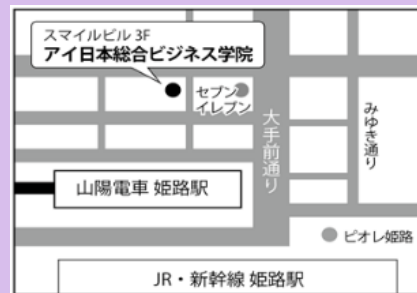 スマイルビル 3F
アイ日本総合ビジネス学院
セブン
イレブン
大手前通り
みゆき通り
山陽電車 姫路駅
ピオレ姫路
JR・新幹線 姫路駅